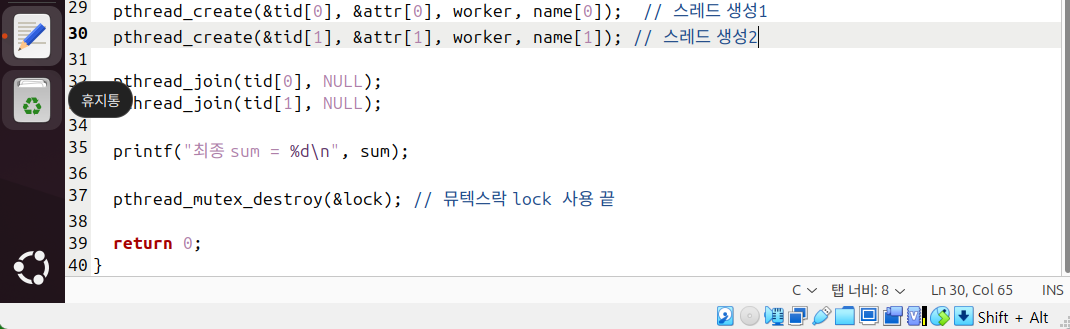 29 pthread_create(&tid[0], &attr[0], worker, name[0]);  // 스레드 생성1
30 pthread_create(&tid[1], &attr[1], worker, name[1]); // 스레드 생성2
31
32 pthread_join(tid[0], NULL);
휴지통
hread_join(tid[1], NULL);
34
35 printf("최종 sum = %d\n", sum);
36
37 pthread_mutex_destroy(&lock); // 뮤텍스락 lock 사용 끝
38
39 return 0;
40 }
C 탭 너비: 8 Ln 30, Col 65 INS
Shift + Alt